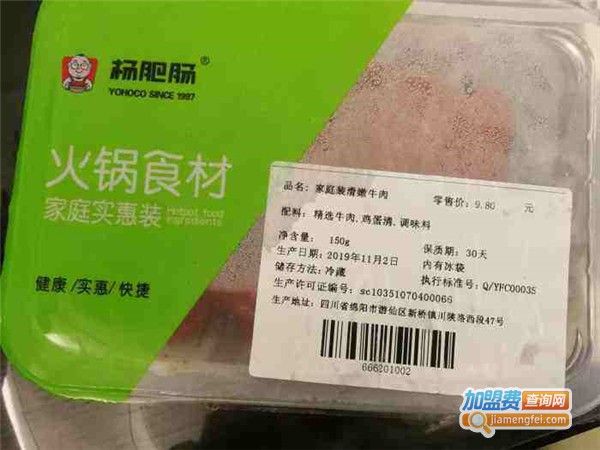 杨肥肠®
YOHOCO SINCE 1997
火锅食材
家庭实惠装 Hotpot food ingredients
健康/实惠/快捷
品名：家庭装滑嫩牛肉 零售价：9.80 元
配料：精选牛肉、鸡蛋清、调味料
净含量：150g 保质期：30天
生产日期：2019年11月2日 内有冰袋
储存方法：冷藏 执行标准号：Q/YFC0003S
生产许可证编号：sc10351070400066
生产地址：四川省绵阳市游仙区新桥镇川陕路西段47号
666201002
加盟费查询网
jiamengfei.com